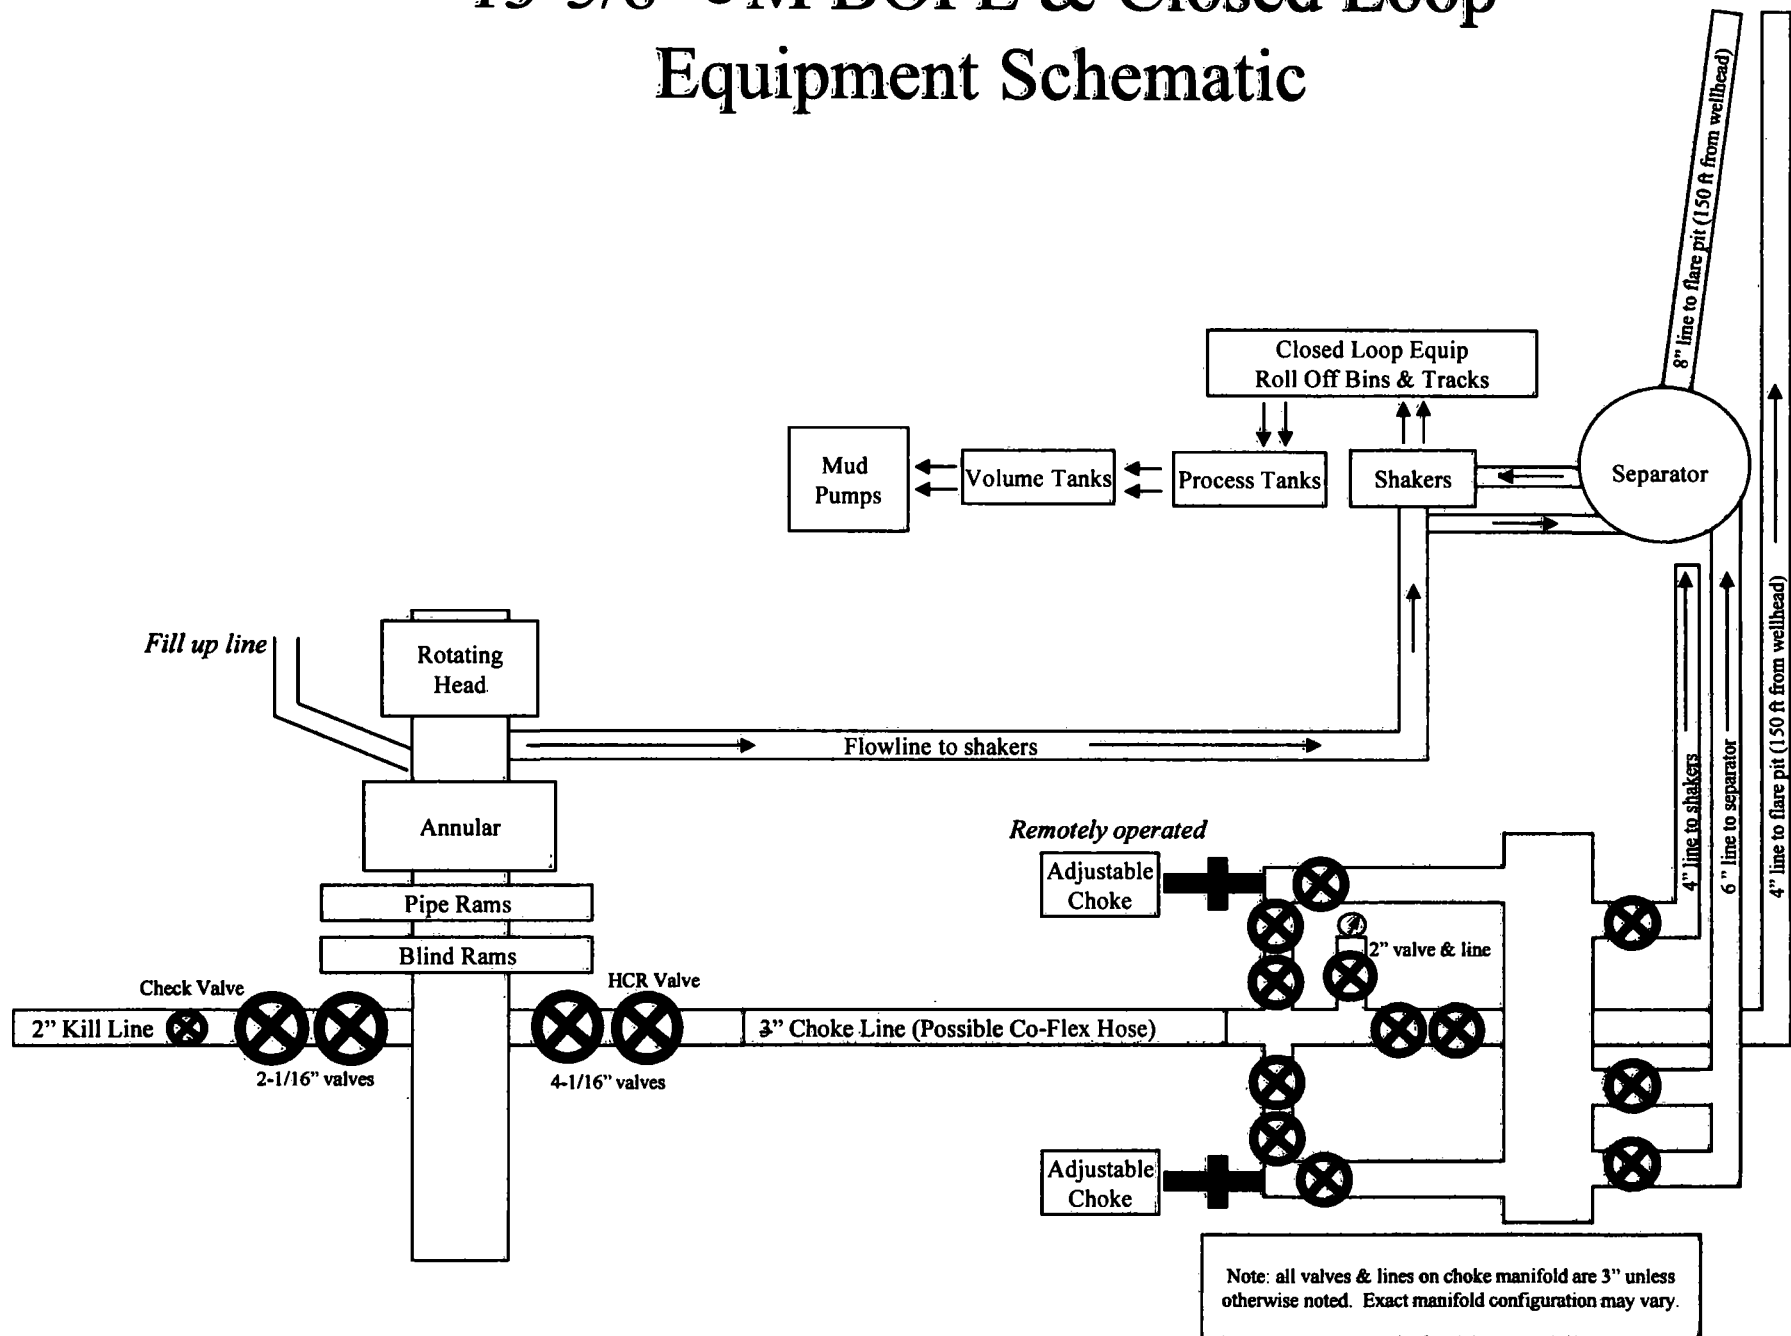 BOPE & Closed Loop
Equipment Schematic
8” line to flare pit (150 ft from wellhead)
Closed Loop Equip
Roll Off Bins & Tracks
Mud
Pumps
Volume Tanks
Process Tanks
Shakers
Separator
Fill up line
Rotating
Head
Flowline to shakers
Annular
Pipe Rams
Blind Rams
Remotely operated
Adjustable
Choke
4” line to shakers
6 ” line to separator
4” line to flare pit (150 ft from wellhead)
2” valve & line
Check Valve
HCR Valve
2” Kill Line
3” Choke Line (Possible Co-Flex Hose)
2-1/16” valves
4-1/16” valves
Adjustable
Choke
Note: all valves & lines on choke manifold are 3” unless
otherwise noted. Exact manifold configuration may vary.